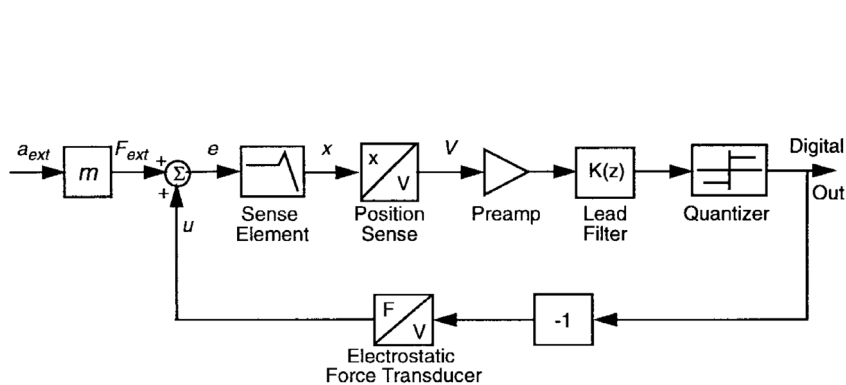 a_ext
m
F_ext
+
+
Σ
e
u
Sense
Element
x
x
V
Position
Sense
V
Preamp
K(z)
Lead
Filter
Quantizer
Digital
Out
F
V
Electrostatic
Force Transducer
-1